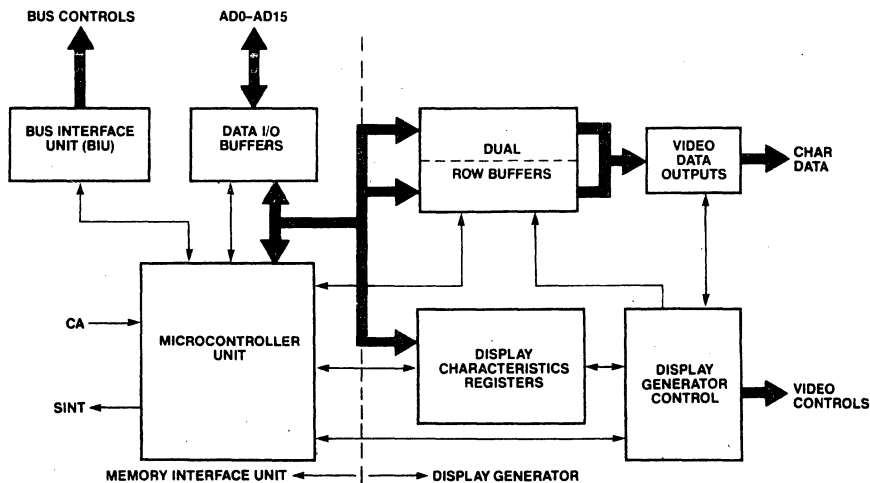 BUS CONTROLS
AD0–AD15
BUS INTERFACE
UNIT (BIU)
DATA I/O
BUFFERS
DUAL
ROW BUFFERS
VIDEO
DATA
OUTPUTS
CHAR
DATA
CA
MICROCONTROLLER
UNIT
SINT
DISPLAY
CHARACTERISTICS
REGISTERS
DISPLAY
GENERATOR
CONTROL
VIDEO
CONTROLS
MEMORY INTERFACE UNIT
DISPLAY GENERATOR